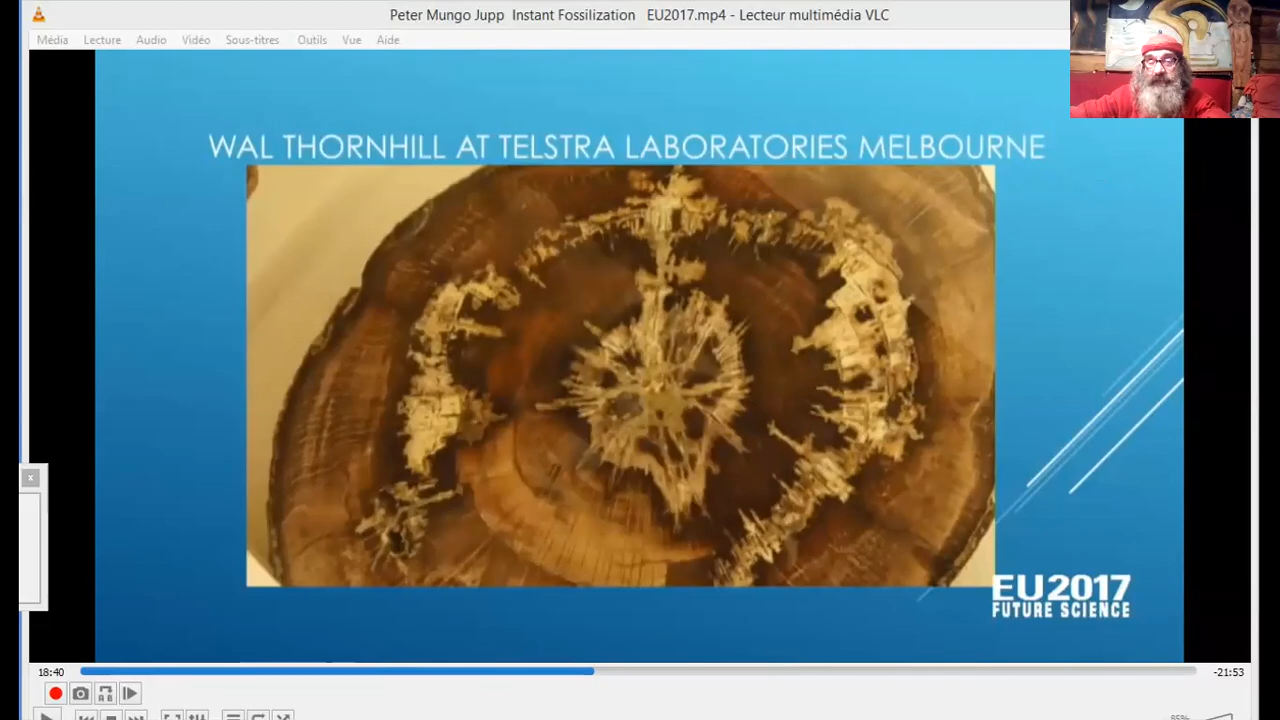 Peter Mungo Jupp Instant Fossilization EU2017.mp4 - Lecteur multimédia VLC
Média Lecture Audio Vidéo Sous-titres Outils Vue Aide
WAL THORNHILL AT TELSTRA LABORATORIES MELBOURNE
EU2017
FUTURE SCIENCE
18:40
-21:53
x
A B
85%